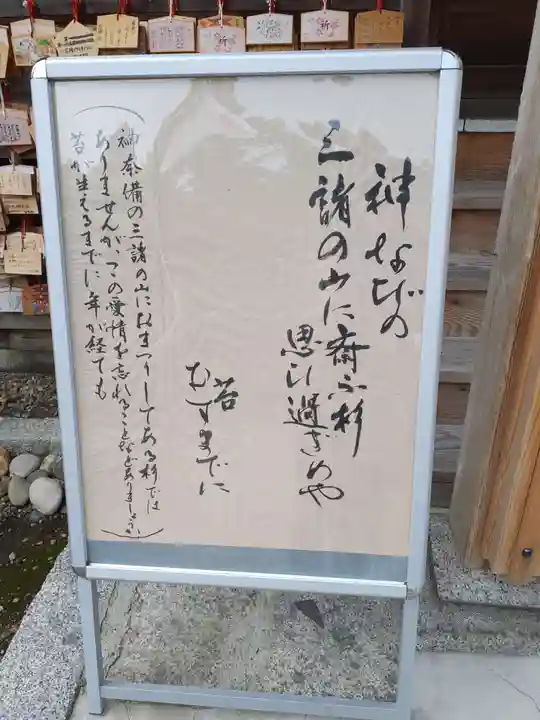 神なびの
三諸の山に斎ふ杉
思ひ過ぎめや
苔
むすまでに
(神奈備の三諸の山におまつりしてある杉では
ありませんが、この愛情を忘れることなどありましょうか
苔が生えるまでに年が経ても)
祈
祈